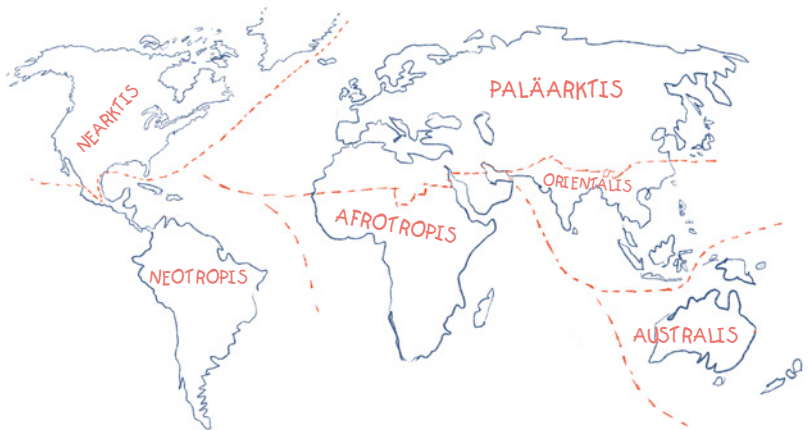 NEARKTIS
PALÄARKTIS
ORIENTALIS
AFROTROPIS
NEOTROPIS
AUSTRALIS